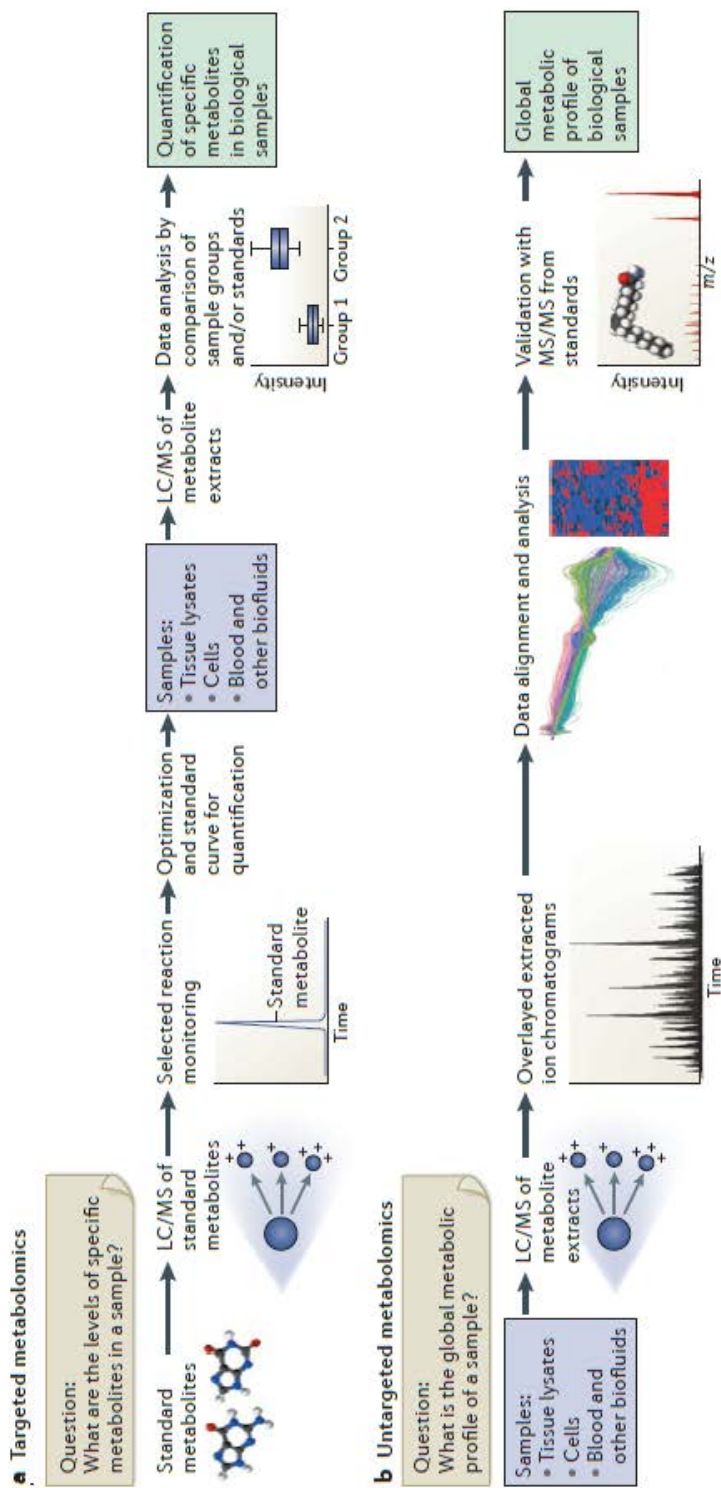 a Targeted metabolomics
Question:
What are the levels of specific
metabolites in a sample?
Standard
metabolites
LC/MS of
standard
metabolites
Selected reaction
monitoring
Standard
metabolite
Time
Optimization
and standard
curve for
quantification
Samples:
• Tissue lysates
• Cells
• Blood and
other biofluids
LC/MS of
metabolite
extracts
Data analysis by
comparison of
sample groups
and/or standards
Intensity
Group 1 Group 2
Quantification
of specific
metabolites
in biological
samples
b Untargeted metabolomics
Question:
What is the global metabolic
profile of a sample?
Samples:
• Tissue lysates
• Cells
• Blood and
other biofluids
LC/MS of
metabolite
extracts
+ +
+ +
+ +
Overlayed extracted
ion chromatograms
Time
Data alignment and analysis
Validation with
MS/MS from
standards
Intensity
m/z
Global
metabolic
profile of
biological
samples